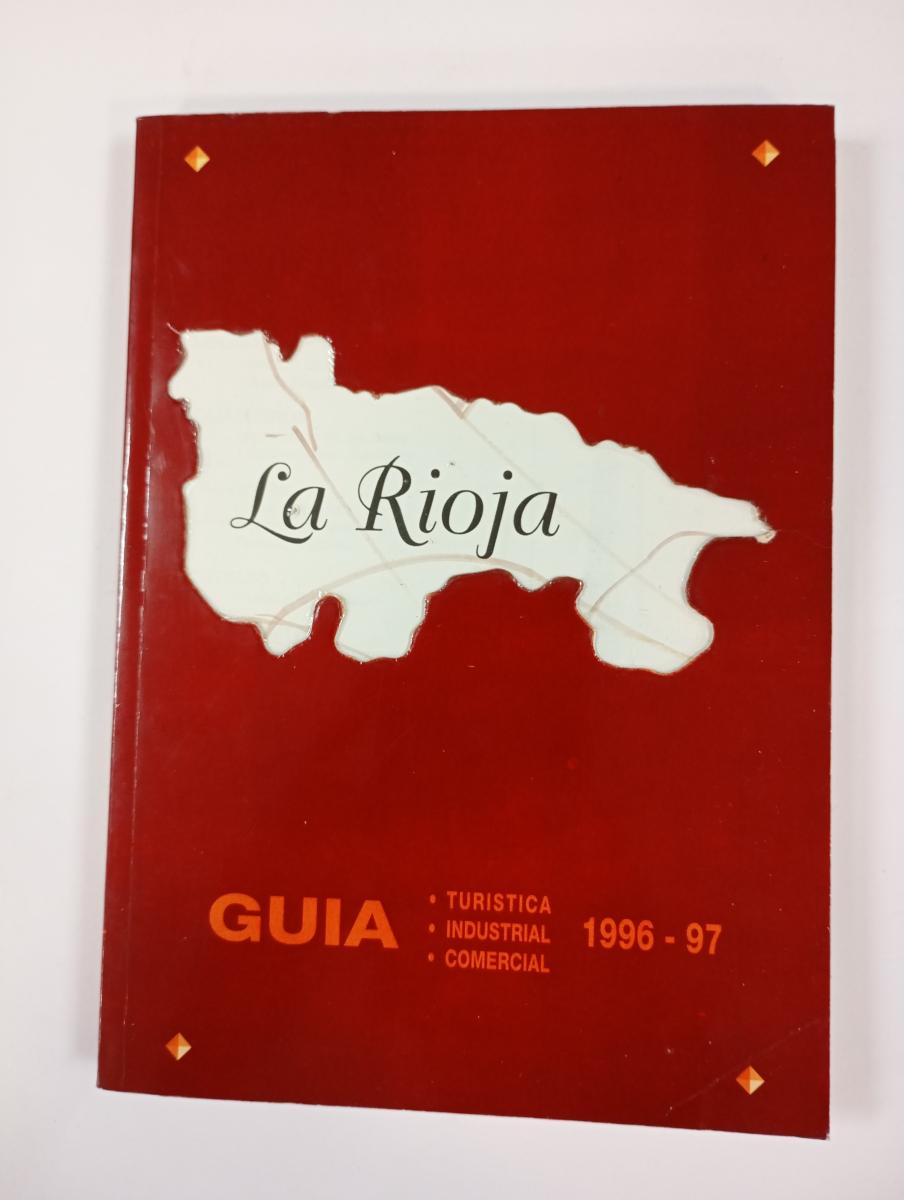 La Rioja
GUIA
• TURISTICA
• INDUSTRIAL
• COMERCIAL
1996 - 97